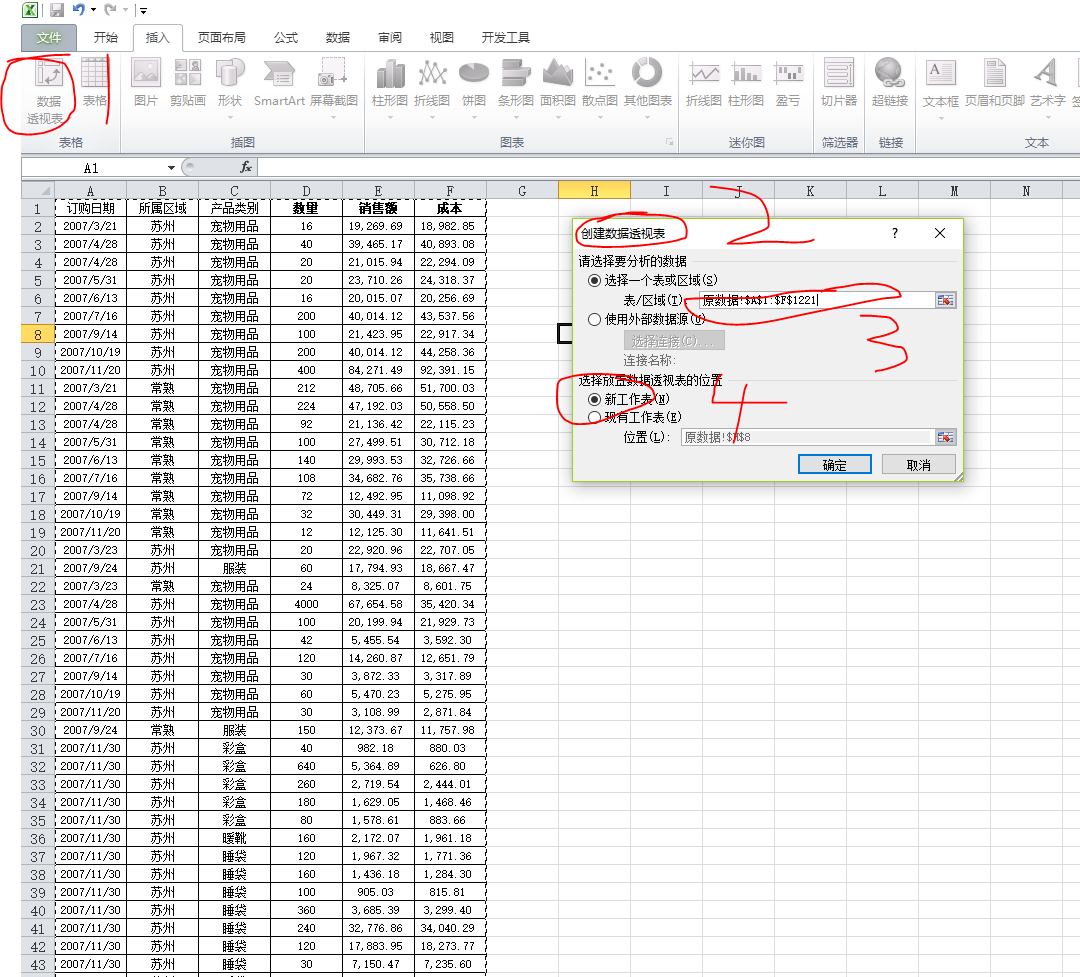 文件 开始 插入 页面布局 公式 数据 审阅 视图 开发工具
数据 表格 图片 剪贴画 形状 SmartArt 屏幕截图 柱形图 折线图 饼图 条形图 面积图 散点图 其他图表 折线图 柱形图 盈亏 切片器 超链接 文本框 页眉和页脚 艺术字
透视表
表格 插图 图表 迷你图 筛选器 链接 文本
A1 fx
A B C D E F G H I J K L M N
1 订购日期 所属区域 产品类别 数量 销售额 成本
2 2007/3/21 苏州 宠物用品 16 19,269.69 18,982.85
3 2007/4/28 苏州 宠物用品 40 39,465.17 40,893.08
4 2007/4/28 苏州 宠物用品 20 21,015.94 22,294.09
5 2007/5/31 苏州 宠物用品 20 23,710.26 24,318.37
6 2007/6/13 苏州 宠物用品 16 20,015.07 20,256.69
7 2007/7/16 苏州 宠物用品 200 40,014.12 43,537.56
8 2007/9/14 苏州 宠物用品 100 21,423.95 22,917.34
9 2007/10/19 苏州 宠物用品 200 40,014.12 44,258.36
10 2007/11/20 苏州 宠物用品 400 84,271.49 92,391.15
11 2007/3/21 常熟 宠物用品 212 48,705.66 51,700.03
12 2007/4/28 常熟 宠物用品 224 47,192.03 50,558.50
13 2007/4/28 常熟 宠物用品 92 21,136.42 22,115.23
14 2007/5/31 常熟 宠物用品 100 27,499.51 30,712.18
15 2007/6/13 常熟 宠物用品 140 29,993.53 32,726.66
16 2007/7/16 常熟 宠物用品 108 34,682.76 35,738.66
17 2007/9/14 常熟 宠物用品 72 12,492.95 11,098.92
18 2007/10/19 常熟 宠物用品 32 30,449.31 29,398.00
19 2007/11/20 常熟 宠物用品 12 12,125.30 11,641.51
20 2007/3/23 苏州 宠物用品 20 22,920.96 22,707.05
21 2007/9/24 苏州 服装 60 17,794.93 18,667.47
22 2007/3/23 常熟 宠物用品 24 8,325.07 8,601.75
23 2007/4/28 苏州 宠物用品 4000 67,654.58 35,420.34
24 2007/5/31 苏州 宠物用品 100 20,199.94 21,929.73
25 2007/6/13 苏州 宠物用品 42 5,455.54 3,592.30
26 2007/7/16 苏州 宠物用品 120 14,260.87 12,651.79
27 2007/9/14 苏州 宠物用品 30 3,872.33 3,317.89
28 2007/10/19 苏州 宠物用品 60 5,470.23 5,275.95
29 2007/11/20 苏州 宠物用品 30 3,108.99 2,871.84
30 2007/9/24 常熟 服装 150 12,373.67 11,757.98
31 2007/11/30 苏州 彩盒 40 982.18 880.03
32 2007/11/30 苏州 彩盒 640 5,364.89 626.80
33 2007/11/30 苏州 彩盒 260 2,719.54 2,444.01
34 2007/11/30 苏州 彩盒 180 1,629.05 1,468.46
35 2007/11/30 苏州 彩盒 80 1,578.61 883.66
36 2007/11/30 苏州 暖靴 160 2,172.07 1,961.18
37 2007/11/30 苏州 睡袋 120 1,967.32 1,771.36
38 2007/11/30 苏州 睡袋 160 1,436.18 1,284.30
39 2007/11/30 苏州 睡袋 100 905.03 815.81
40 2007/11/30 苏州 睡袋 360 3,685.39 3,299.40
41 2007/11/30 苏州 睡袋 240 32,776.86 34,040.29
42 2007/11/30 苏州 睡袋 120 17,883.95 18,273.77
43 2007/11/30 苏州 睡袋 30 7,150.47 7,235.60
创建数据透视表 ?
请选择要分析的数据
选择一个表或区域(S)
表/区域(T): 原数据!$A$1:$F$1221
使用外部数据源(U)
选择连接(C)...
连接名称:
选择放置数据透视表的位置
新工作表(N)
现有工作表(E)
位置(L): 原数据!$H$8
确定 取消
1
2
3
4